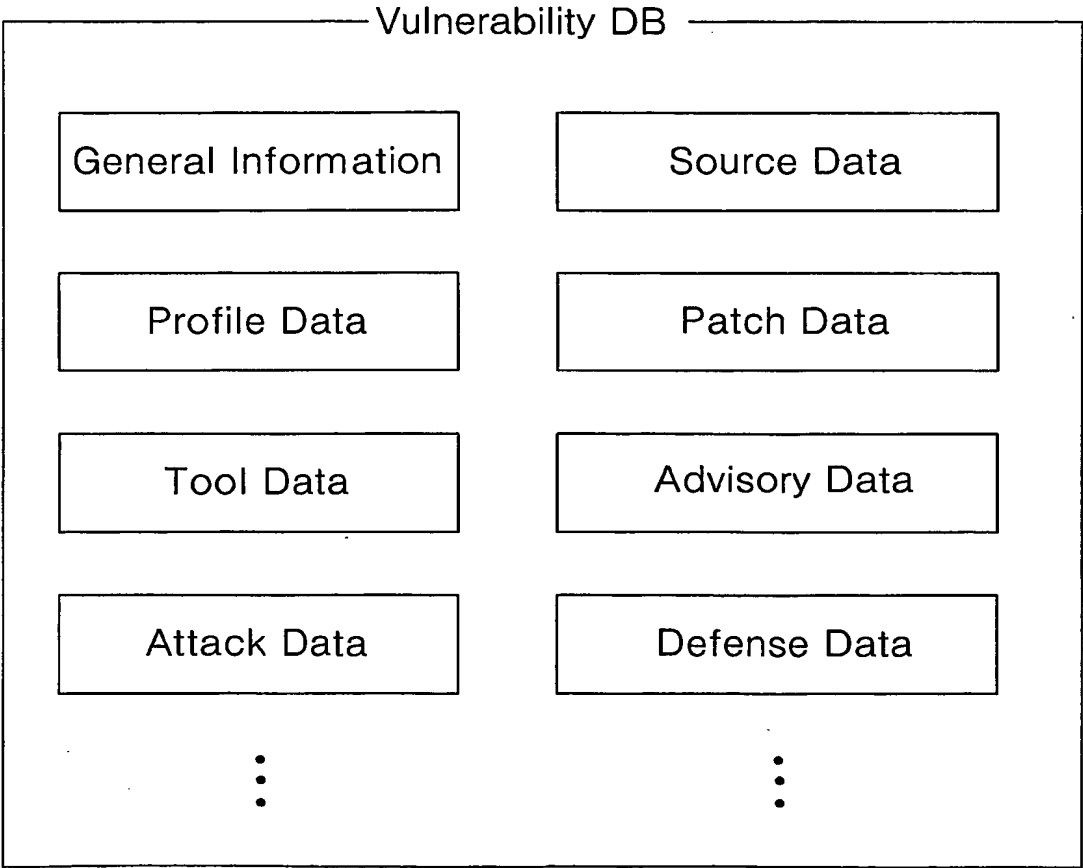 Vulnerability DB
General Information
Source Data
Profile Data
Patch Data
Tool Data
Advisory Data
Attack Data
Defense Data